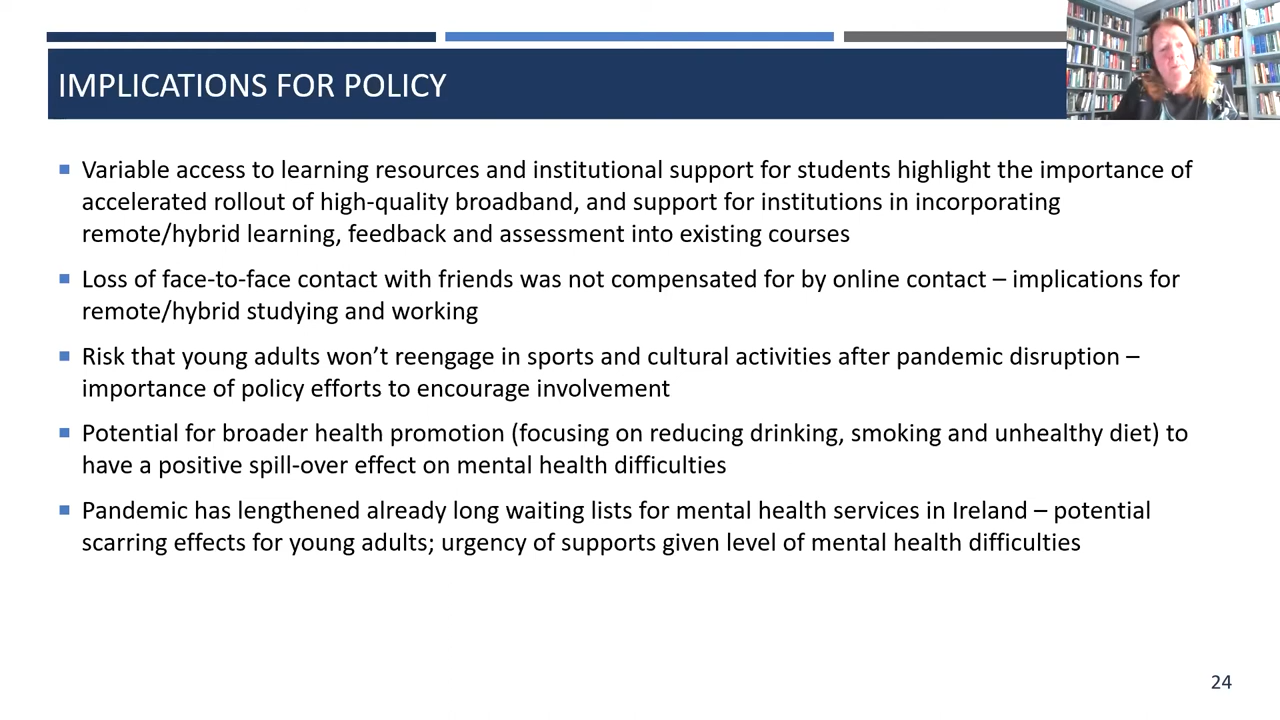 IMPLICATIONS FOR POLICY
Variable access to learning resources and institutional support for students highlight the importance of
accelerated rollout of high-quality broadband, and support for institutions in incorporating
remote/hybrid learning, feedback and assessment into existing courses
Loss of face-to-face contact with friends was not compensated for by online contact – implications for
remote/hybrid studying and working
Risk that young adults won’t reengage in sports and cultural activities after pandemic disruption –
importance of policy efforts to encourage involvement
Potential for broader health promotion (focusing on reducing drinking, smoking and unhealthy diet) to
have a positive spill-over effect on mental health difficulties
Pandemic has lengthened already long waiting lists for mental health services in Ireland – potential
scarring effects for young adults; urgency of supports given level of mental health difficulties
24